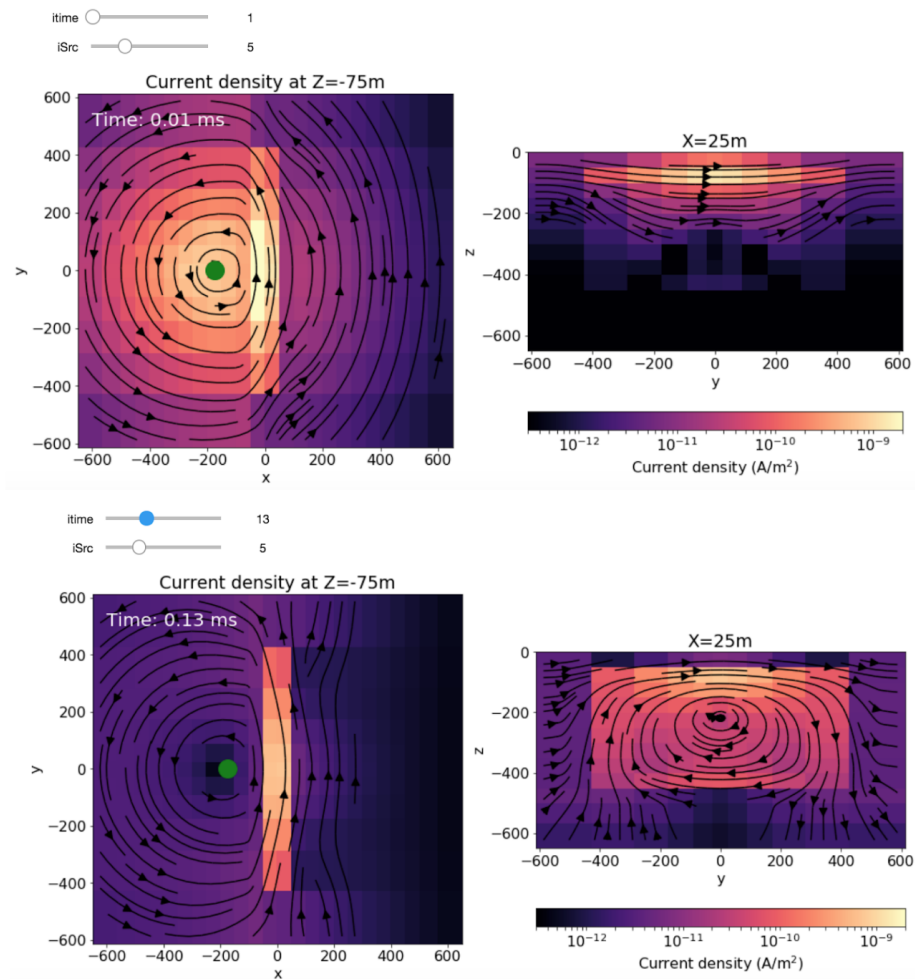 itime 1
iSrc 5
Current density at Z=-75m
Time: 0.01 ms
600
400
200
0
−200
−400
−600
y
−600 −400 −200 0 200 400 600
x
X=25m
0
−200
−400
−600
z
−600 −400 −200 0 200 400 600
y
10⁻¹² 10⁻¹¹ 10⁻¹⁰ 10⁻⁹
Current density (A/m²)
itime 13
iSrc 5
Current density at Z=-75m
Time: 0.13 ms
600
400
200
0
−200
−400
−600
y
−600 −400 −200 0 200 400 600
x
X=25m
0
−200
−400
−600
z
−600 −400 −200 0 200 400 600
y
10⁻¹² 10⁻¹¹ 10⁻¹⁰ 10⁻⁹
Current density (A/m²)